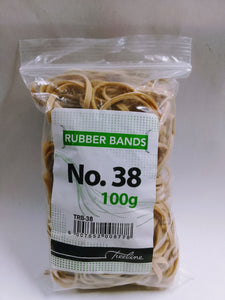 RUBBER BANDS
No. 38
100g
TRB-38
Treeline